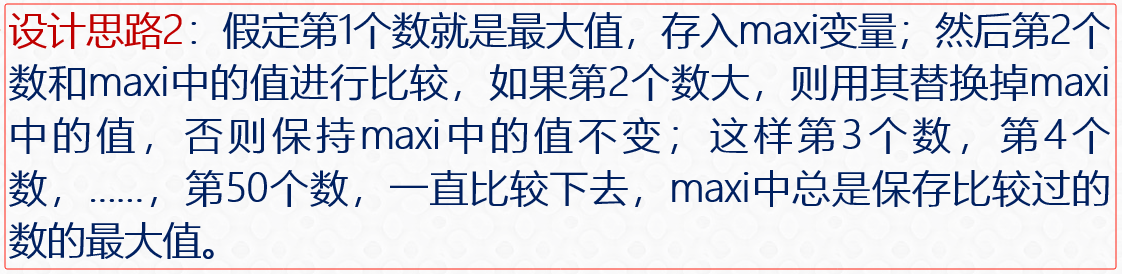 设计思路2：假定第1个数就是最大值，存入maxi变量；然后第2个
数和maxi中的值进行比较，如果第2个数大，则用其替换掉maxi
中的值，否则保持maxi中的值不变；这样第3个数，第4个
数，……，第50个数，一直比较下去，maxi中总是保存比较过的
数的最大值。